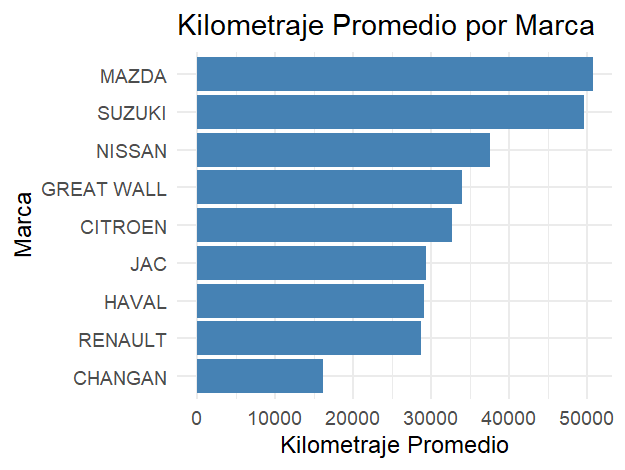 Kilometraje Promedio por Marca
MAZDA
SUZUKI
NISSAN
GREAT WALL
CITROEN
JAC
HAVAL
RENAULT
CHANGAN
Marca
0 10000 20000 30000 40000 50000
Kilometraje Promedio